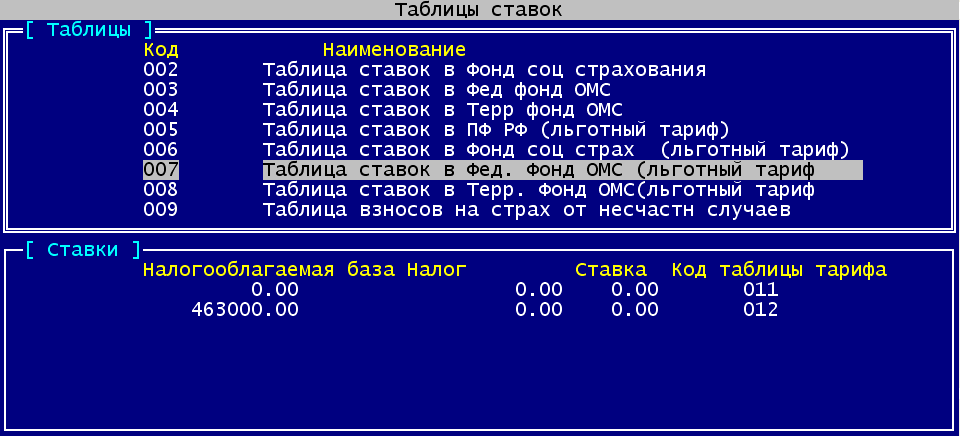 Таблицы ставок
[ Таблицы ]
Код Наименование
002 Таблица ставок в Фонд соц страхования
003 Таблица ставок в Фед фонд ОМС
004 Таблица ставок в Терр фонд ОМС
005 Таблица ставок в ПФ РФ (льготный тариф)
006 Таблица ставок в Фонд соц страх (льготный тариф)
007 Таблица ставок в Фед. Фонд ОМС (льготный тариф
008 Таблица ставок в Терр. Фонд ОМС(льготный тариф
009 Таблица взносов на страх от несчастн случаев
[ Ставки ]
Налогооблагаемая база Налог Ставка Код таблицы тарифа
0.00 0.00 0.00 011
463000.00 0.00 0.00 012